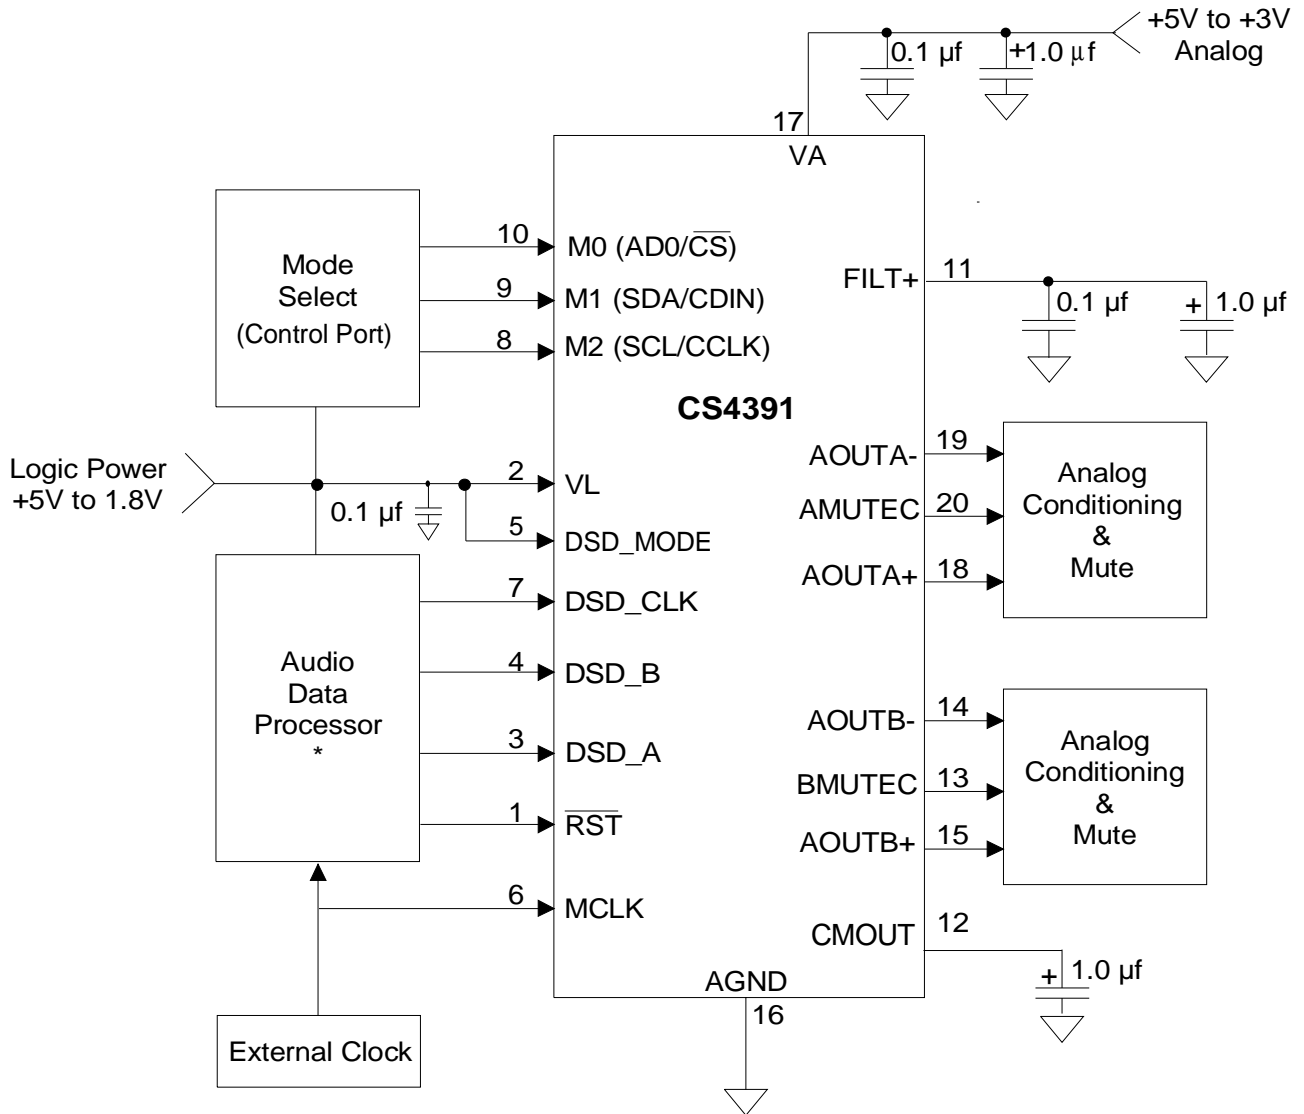 +5V to +3V
Analog
0.1 µf
+
1.0 µf
17
VA
Mode
Select
(Control Port)
10
M0 (AD0/C̅S̅)
9
M1 (SDA/CDIN)
8
M2 (SCL/CCLK)
FILT+
11
0.1 µf
+
1.0 µf
CS4391
Logic Power
+5V to 1.8V
0.1 µf
2
VL
5
DSD_MODE
AOUTA-
19
AMUTEC
20
AOUTA+
18
Analog
Conditioning
&
Mute
Audio
Data
Processor
*
7
DSD_CLK
4
DSD_B
3
DSD_A
1
R̅S̅T̅
6
MCLK
AOUTB-
14
BMUTEC
13
AOUTB+
15
Analog
Conditioning
&
Mute
CMOUT
12
+
1.0 µf
AGND
16
External Clock